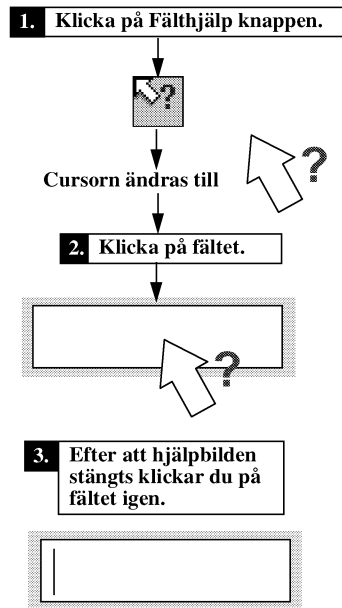 1. Klicka på Fälthjälp knappen.
?
Cursorn ändras till
?
2. Klicka på fältet.
?
3. Efter att hjälpbilden
stängts klickar du på
fältet igen.